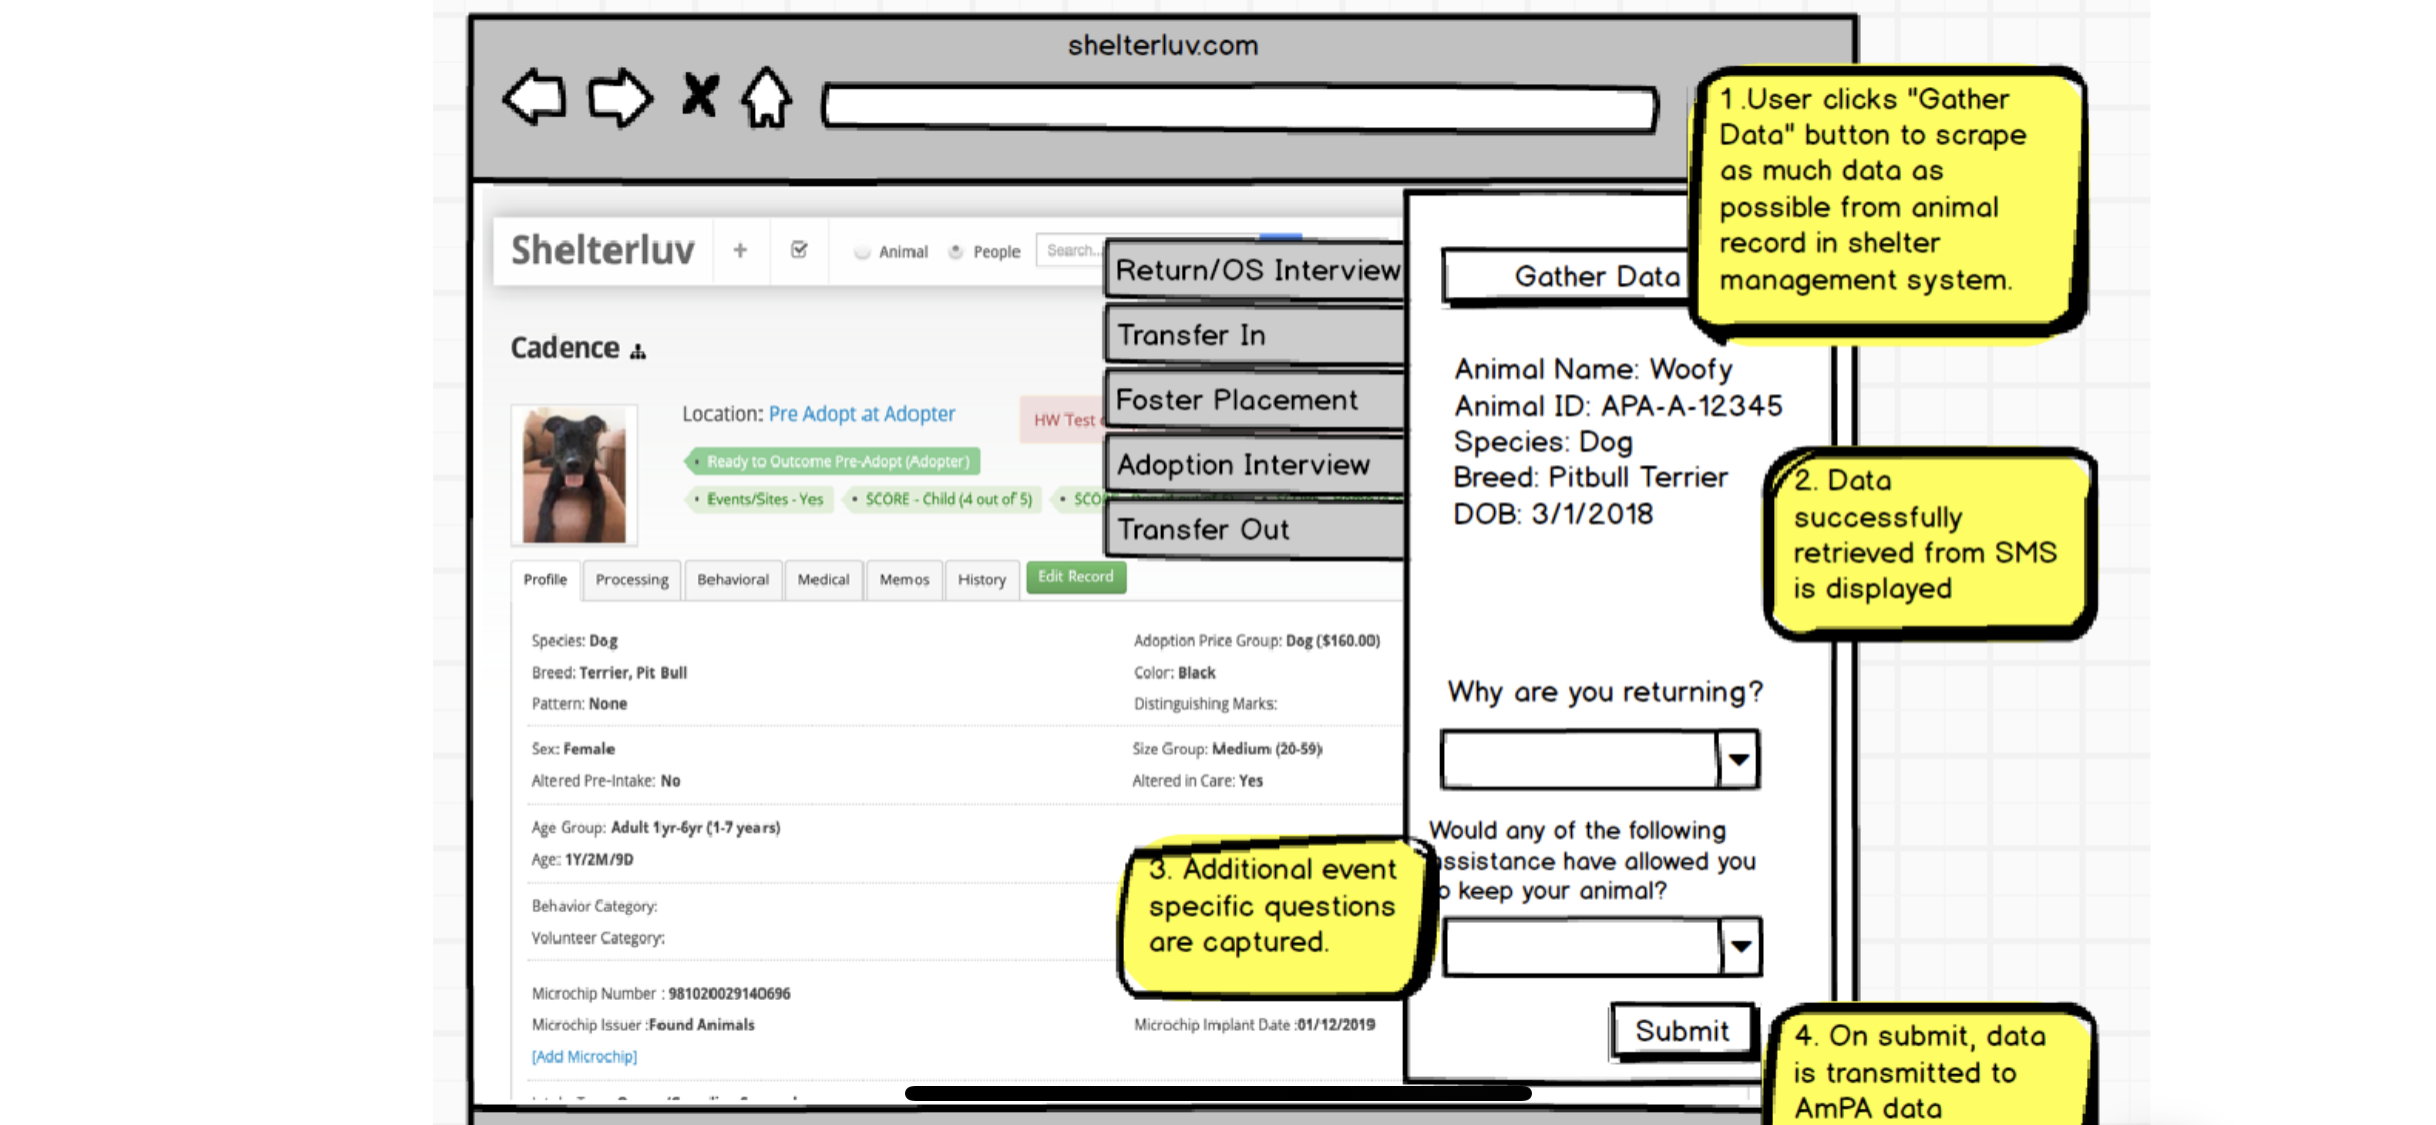 shelterluv.com
1.User clicks "Gather
Data" button to scrape
as much data as
possible from animal
record in shelter
management system.
Shelterluv
+
Animal
People
Search...
Return/OS Interview
Transfer In
Foster Placement
Adoption Interview
Transfer Out
Gather Data
Cadence
Location: Pre Adopt at Adopter
HW Test
Ready to Outcome Pre-Adopt (Adopter)
Events/Sites - Yes
SCORE - Child (4 out of 5)
Animal Name: Woofy
Animal ID: APA-A-12345
Species: Dog
Breed: Pitbull Terrier
DOB: 3/1/2018
2. Data
successfully
retrieved from SMS
is displayed
Profile
Processing
Behavioral
Medical
Memos
History
Edit Record
Species: Dog
Adoption Price Group: Dog ($160.00)
Breed: Terrier, Pit Bull
Color: Black
Pattern: None
Distinguishing Marks:
Sex: Female
Size Group: Medium (20-59)
Altered Pre-Intake: No
Altered in Care: Yes
Age Group: Adult 1yr-6yr (1-7 years)
Age: 1Y/2M/9D
Behavior Category:
Volunteer Category:
Microchip Number : 981020029140696
Microchip Issuer :Found Animals
Microchip Implant Date :01/12/2019
[Add Microchip]
Why are you returning?
Would any of the following
assistance have allowed you
to keep your animal?
3. Additional event
specific questions
are captured.
Submit
4. On submit, data
is transmitted to
AmPA data